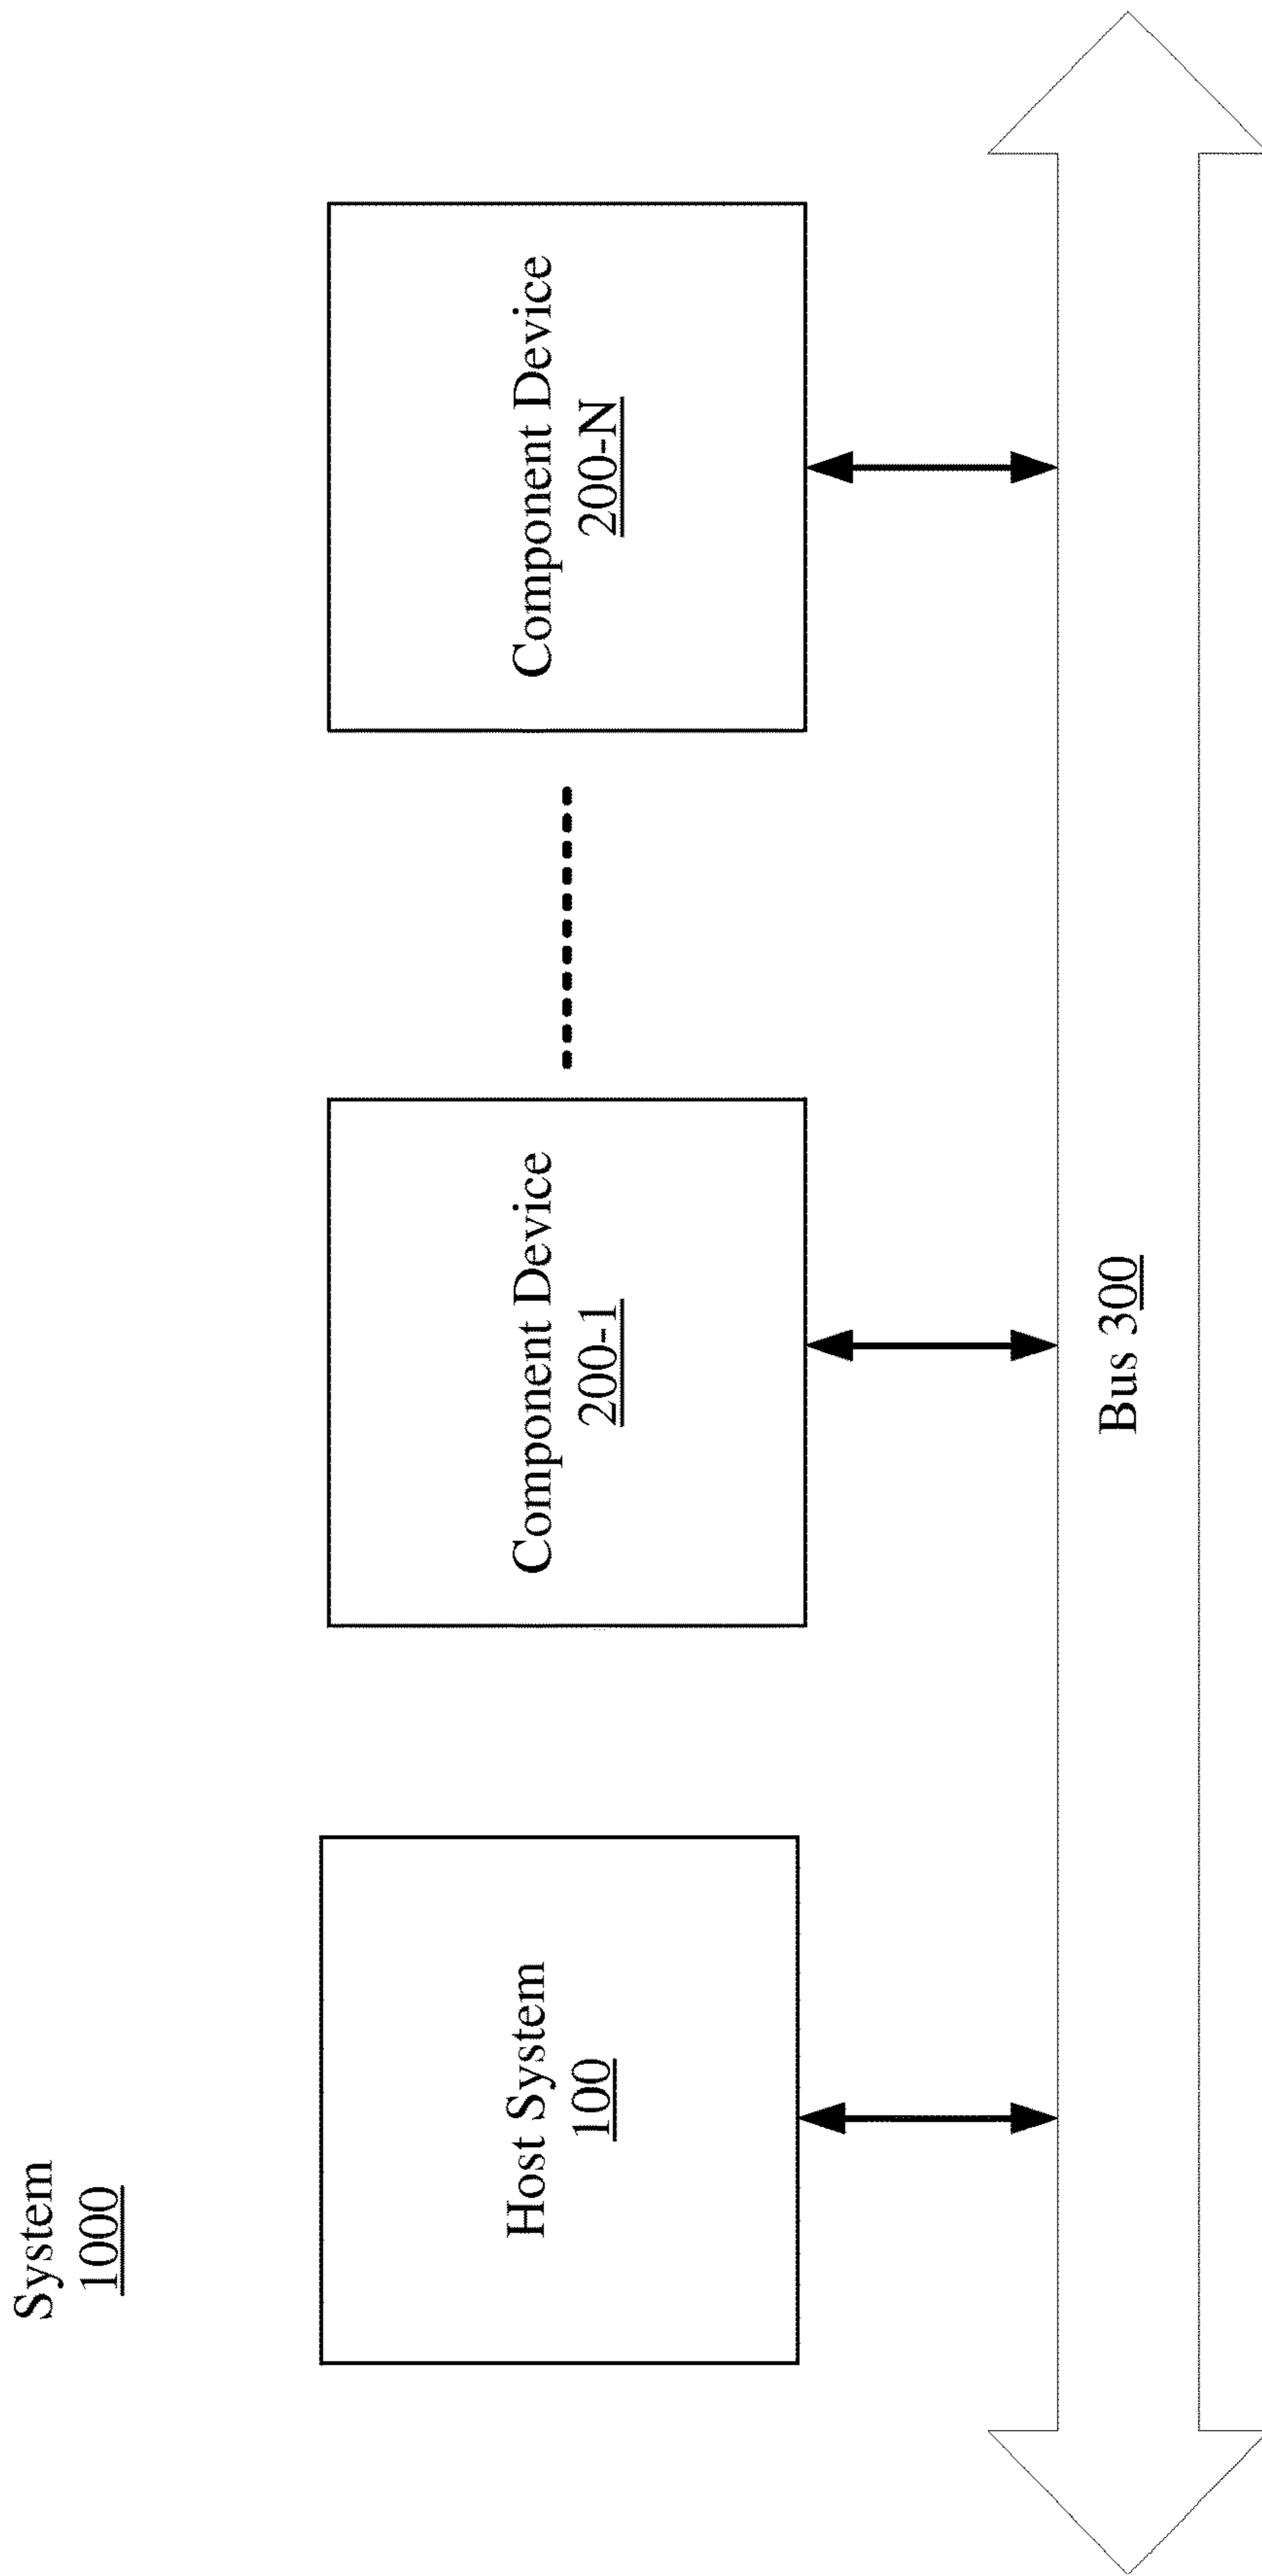 System
1000
Host System
100
Component Device
200-1
Component Device
200-N
Bus 300